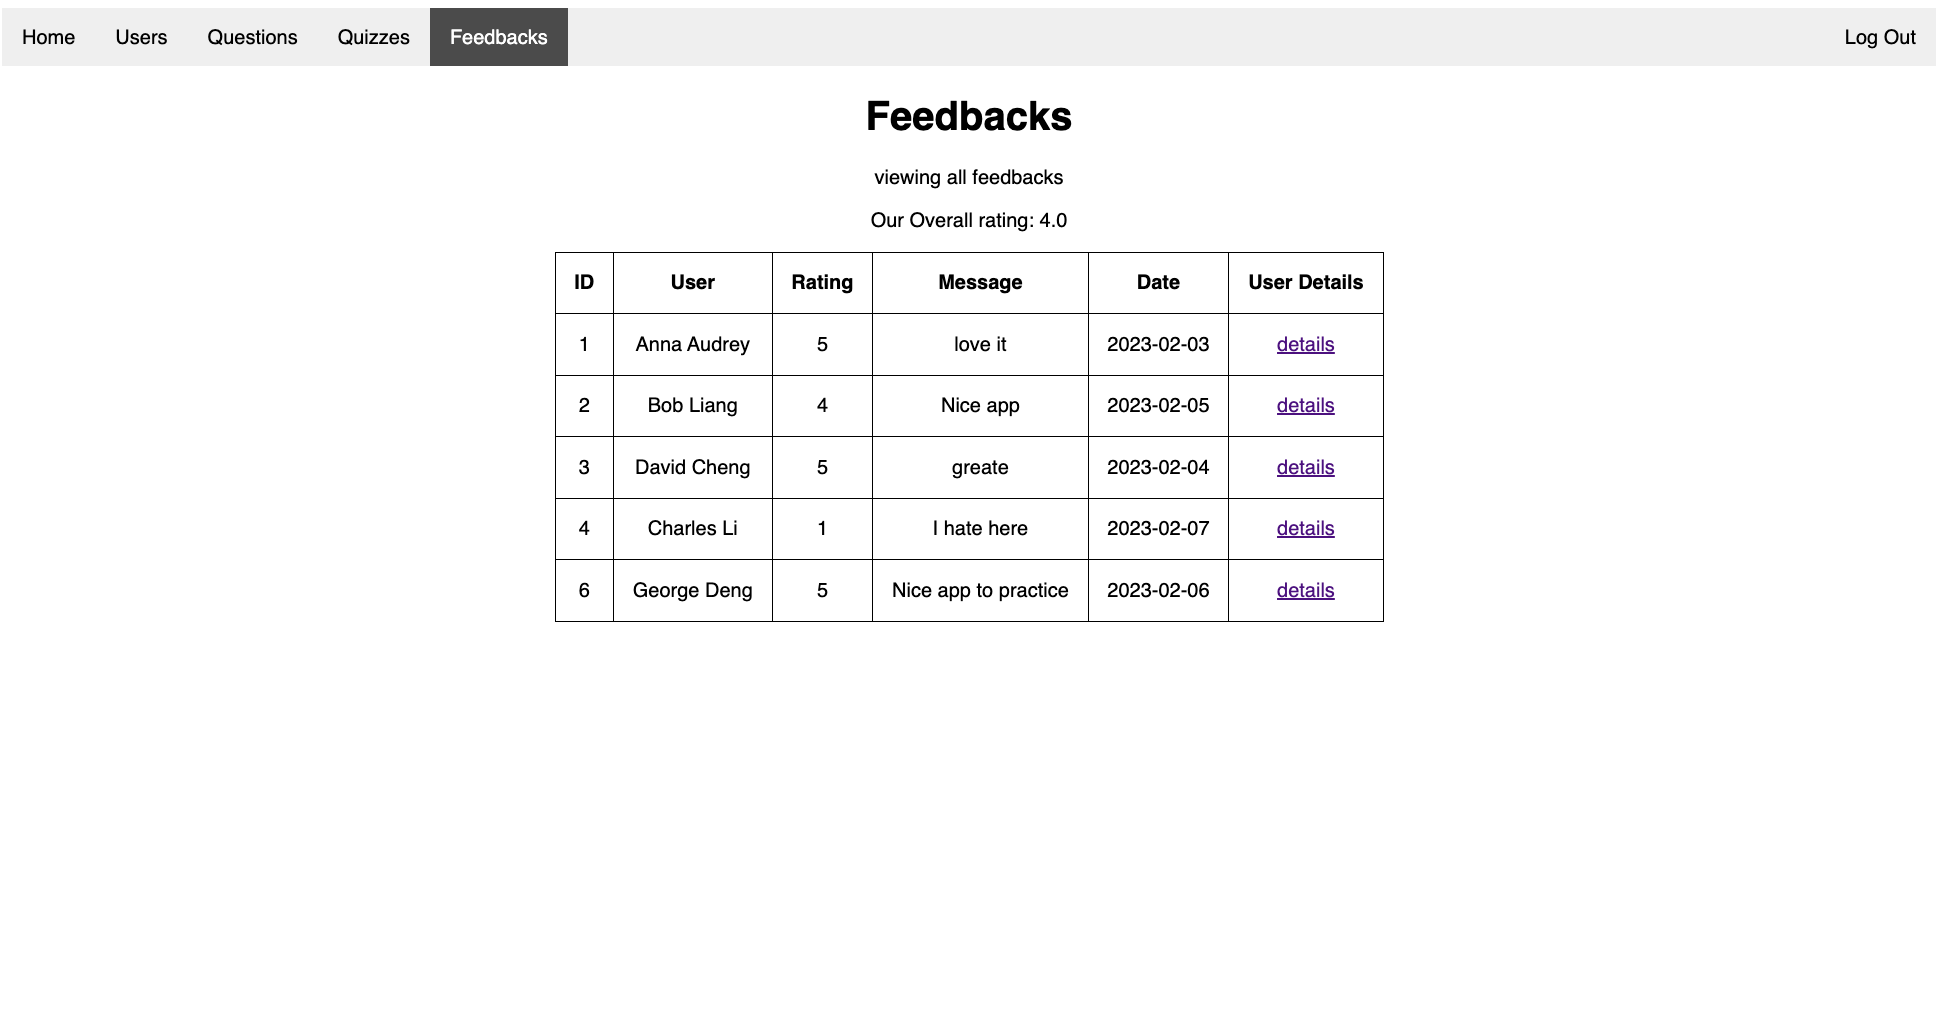 Home Users Questions Quizzes Feedbacks Log Out
Feedbacks
viewing all feedbacks
Our Overall rating: 4.0
ID User Rating Message Date User Details
1 Anna Audrey 5 love it 2023-02-03 details
2 Bob Liang 4 Nice app 2023-02-05 details
3 David Cheng 5 greate 2023-02-04 details
4 Charles Li 1 I hate here 2023-02-07 details
6 George Deng 5 Nice app to practice 2023-02-06 details